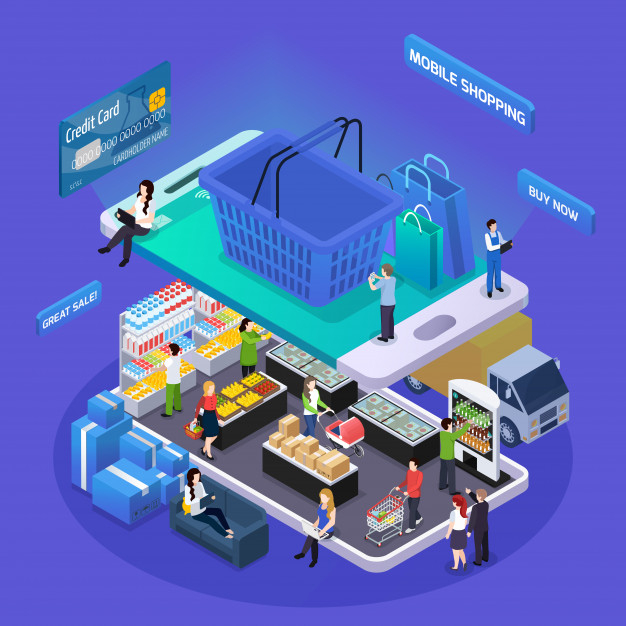 MOBILE SHOPPING
Credit Card
0000 0000 0000 0000
CARDHOLDER NAME
BUY NOW
GREAT SALE!